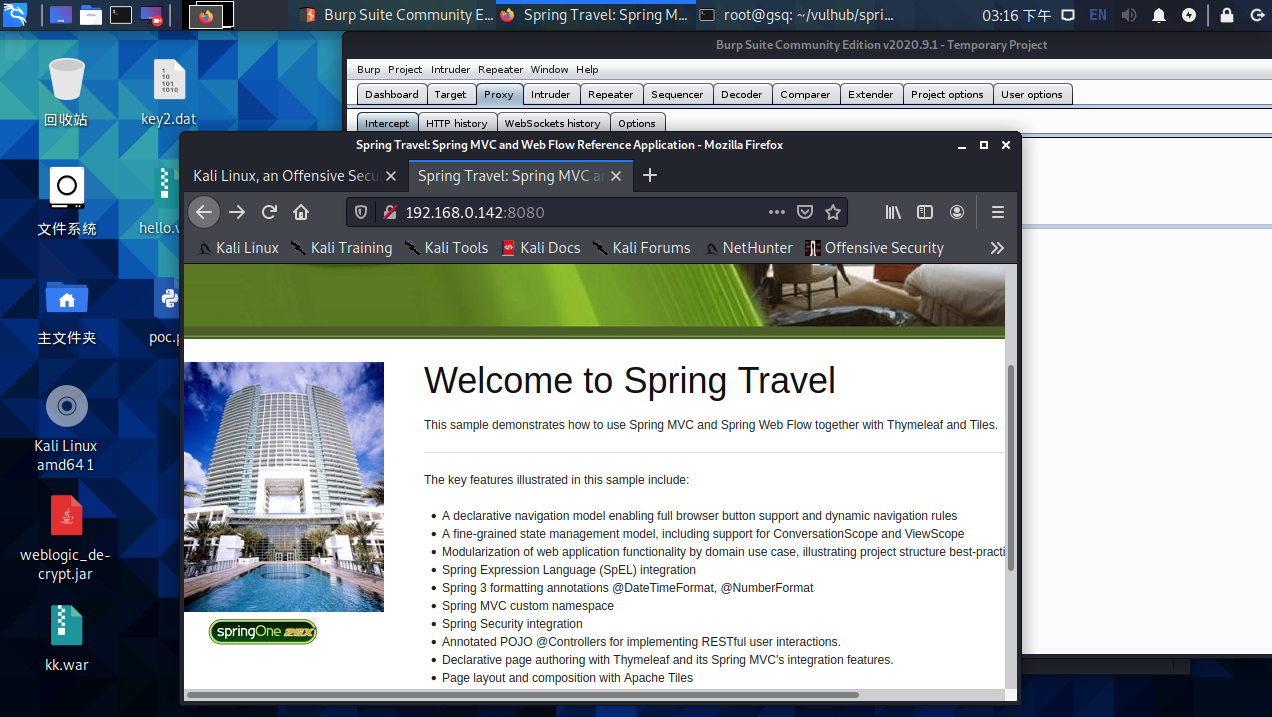 Burp Suite Community E...
Spring Travel: Spring M...
root@gsq: ~/vulhub/spri...
03:16 下午
EN
Burp Suite Community Edition v2020.9.1 - Temporary Project
Burp Project Intruder Repeater Window Help
Dashboard Target Proxy Intruder Repeater Sequencer Decoder Comparer Extender Project options User options
Intercept HTTP history WebSockets history Options
回收站
1
10
101
1010
key2.dat
文件系统
hello.w
主文件夹
poc.p
Kali Linux
amd64 1
weblogic_de-
crypt.jar
kk.war
Spring Travel: Spring MVC and Web Flow Reference Application - Mozilla Firefox
Kali Linux, an Offensive Secu
Spring Travel: Spring MVC a
192.168.0.142:8080
Kali Linux Kali Training Kali Tools Kali Docs Kali Forums NetHunter Offensive Security
Welcome to Spring Travel
This sample demonstrates how to use Spring MVC and Spring Web Flow together with Thymeleaf and Tiles.
The key features illustrated in this sample include:
A declarative navigation model enabling full browser button support and dynamic navigation rules
A fine-grained state management model, including support for ConversationScope and ViewScope
Modularization of web application functionality by domain use case, illustrating project structure best-practi
Spring Expression Language (SpEL) integration
Spring 3 formatting annotations @DateTimeFormat, @NumberFormat
Spring MVC custom namespace
Spring Security integration
Annotated POJO @Controllers for implementing RESTful user interactions.
Declarative page authoring with Thymeleaf and its Spring MVC's integration features.
Page layout and composition with Apache Tiles
springOne 2GX